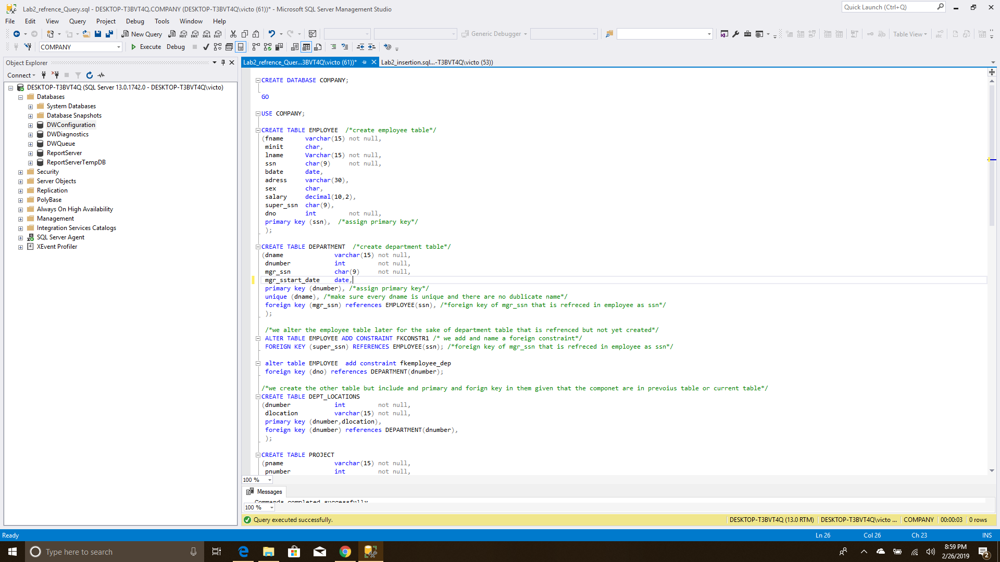 Lab2_refrence_Query.sql - DESKTOP-T3BVT4Q.COMPANY (DESKTOP-T3BVT4Q\victo (61))* - Microsoft SQL Server Management Studio
Quick Launch (Ctrl+Q)
File Edit View Query Project Debug Tools Window Help
New Query
MDX DMX XMLA DAX
Generic Debugger
Table View
COMPANY
Execute Debug
Object Explorer
Connect
DESKTOP-T3BVT4Q (SQL Server 13.0.1742.0 - DESKTOP-T3BVT4Q\victo)
Databases
System Databases
Database Snapshots
DWConfiguration
DWDiagnostics
DWQueue
ReportServer
ReportServerTempDB
Security
Server Objects
Replication
PolyBase
Always On High Availability
Management
Integration Services Catalogs
SQL Server Agent
XEvent Profiler
Lab2_refrence_Quer...3BVT4Q\victo (61))*
Lab2_insertion.sql...-T3BVT4Q\victo (53))
CREATE DATABASE COMPANY;
GO
USE COMPANY;
CREATE TABLE EMPLOYEE /*create employee table*/
(fname varchar(15) not null,
minit char,
lname Varchar(15) not null,
ssn char(9) not null,
bdate date,
adress varchar(30),
sex char,
salary decimal(10,2),
super_ssn char(9),
dno int not null,
primary key (ssn), /*assign primary key*/
);
CREATE TABLE DEPARTMENT /*create department table*/
(dname varchar(15) not null,
dnumber int not null,
mgr_ssn char(9) not null,
mgr_sstart_date date,
primary key (dnumber), /*assign primary key*/
unique (dname), /*make sure every dname is unique and there are no dublicate name*/
foreign key (mgr_ssn) references EMPLOYEE(ssn), /*foreign key of mgr_ssn that is refreced in employee as ssn*/
);
/*we alter the employee table later for the sake of department table that is refrenced but not yet created*/
ALTER TABLE EMPLOYEE ADD CONSTRAINT FKCONSTR1 /* we add and name a foreign constraint*/
FOREIGN KEY (super_ssn) REFERENCES EMPLOYEE(ssn); /*foreign key of mgr_ssn that is refreced in employee as ssn*/
alter table EMPLOYEE add constraint fkemployee_dep
foreign key (dno) references DEPARTMENT(dnumber);
/*we create the other table but include and primary and forign key in them given that the componet are in prevoius table or current table*/
CREATE TABLE DEPT_LOCATIONS
(dnumber int not null,
dlocation varchar(15) not null,
primary key (dnumber,dlocation),
foreign key (dnumber) references DEPARTMENT(dnumber),
);
CREATE TABLE PROJECT
(pname varchar(15) not null,
pnumber int not null,
100 %
Messages
Commands completed successfully
100 %
Query executed successfully.
DESKTOP-T3BVT4Q (13.0 RTM) DESKTOP-T3BVT4Q\victo ... COMPANY 00:00:03 0 rows
Ready
Ln 26 Col 26 Ch 23 INS
Type here to search
8:59 PM
2/26/2019
2